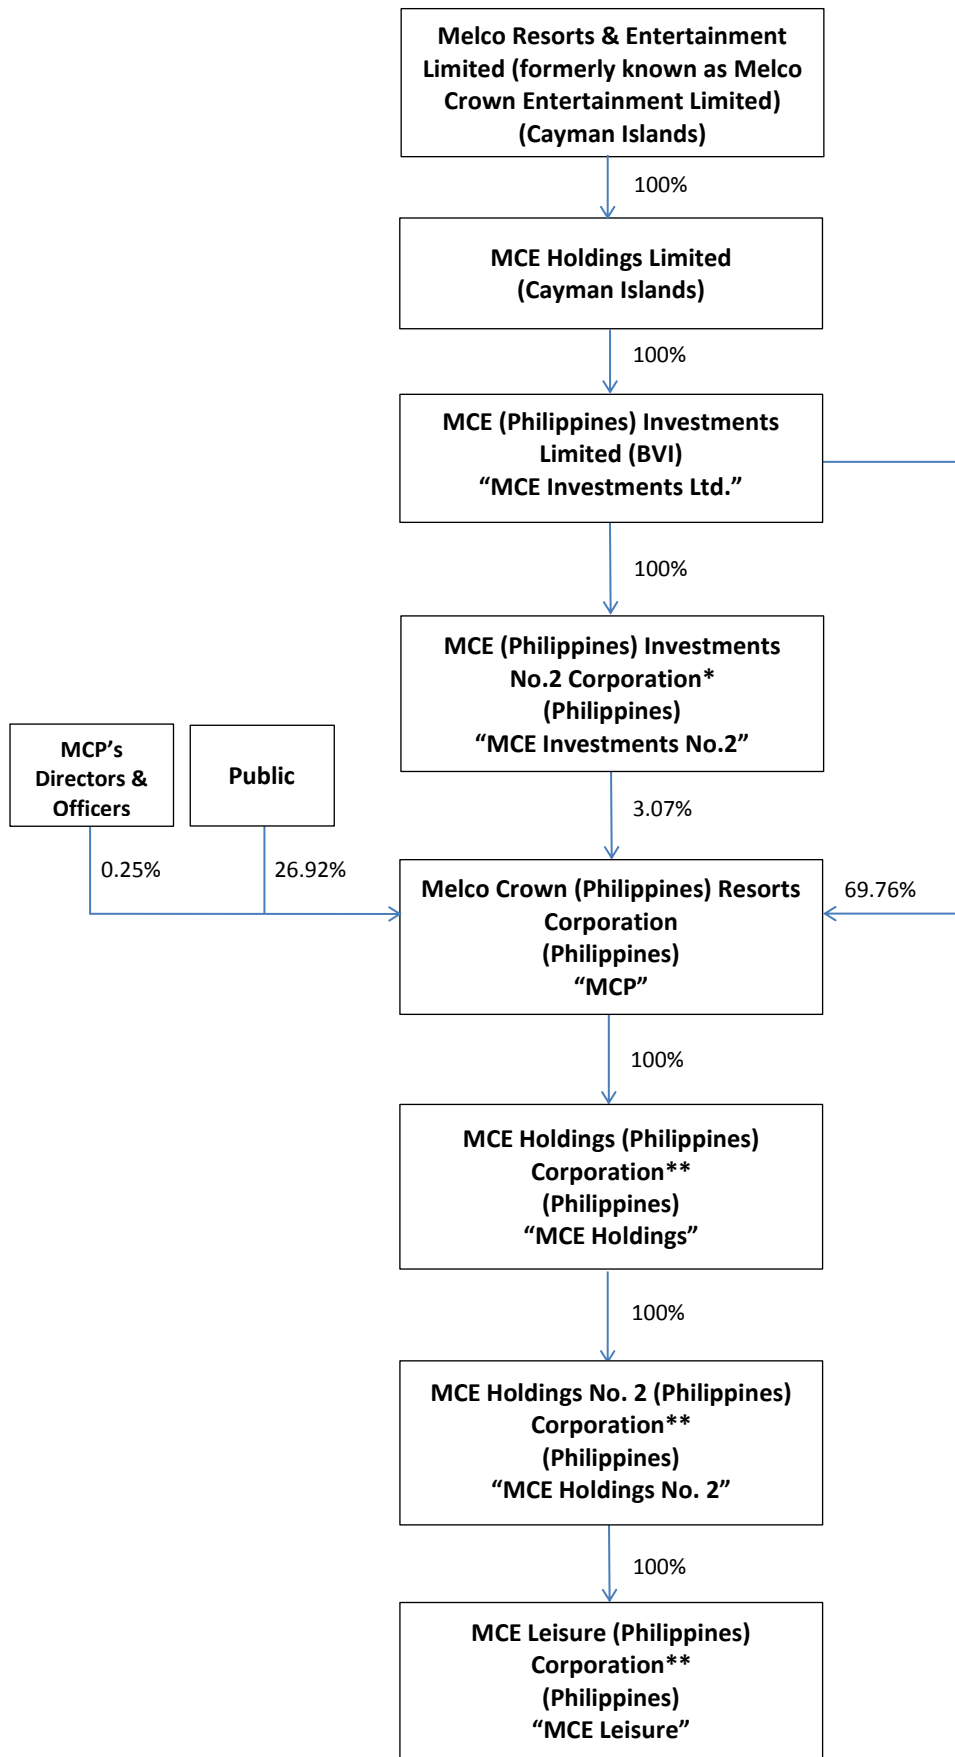 Melco Resorts & Entertainment
Limited (formerly known as Melco
Crown Entertainment Limited)
(Cayman Islands)
100%
MCE Holdings Limited
(Cayman Islands)
100%
MCE (Philippines) Investments
Limited (BVI)
“MCE Investments Ltd.”
100%
MCE (Philippines) Investments
No.2 Corporation*
(Philippines)
“MCE Investments No.2”
MCP’s
Directors &
Officers
Public
3.07%
0.25%
26.92%
69.76%
Melco Crown (Philippines) Resorts
Corporation
(Philippines)
“MCP”
100%
MCE Holdings (Philippines)
Corporation**
(Philippines)
“MCE Holdings”
100%
MCE Holdings No. 2 (Philippines)
Corporation**
(Philippines)
“MCE Holdings No. 2”
100%
MCE Leisure (Philippines)
Corporation**
(Philippines)
“MCE Leisure”